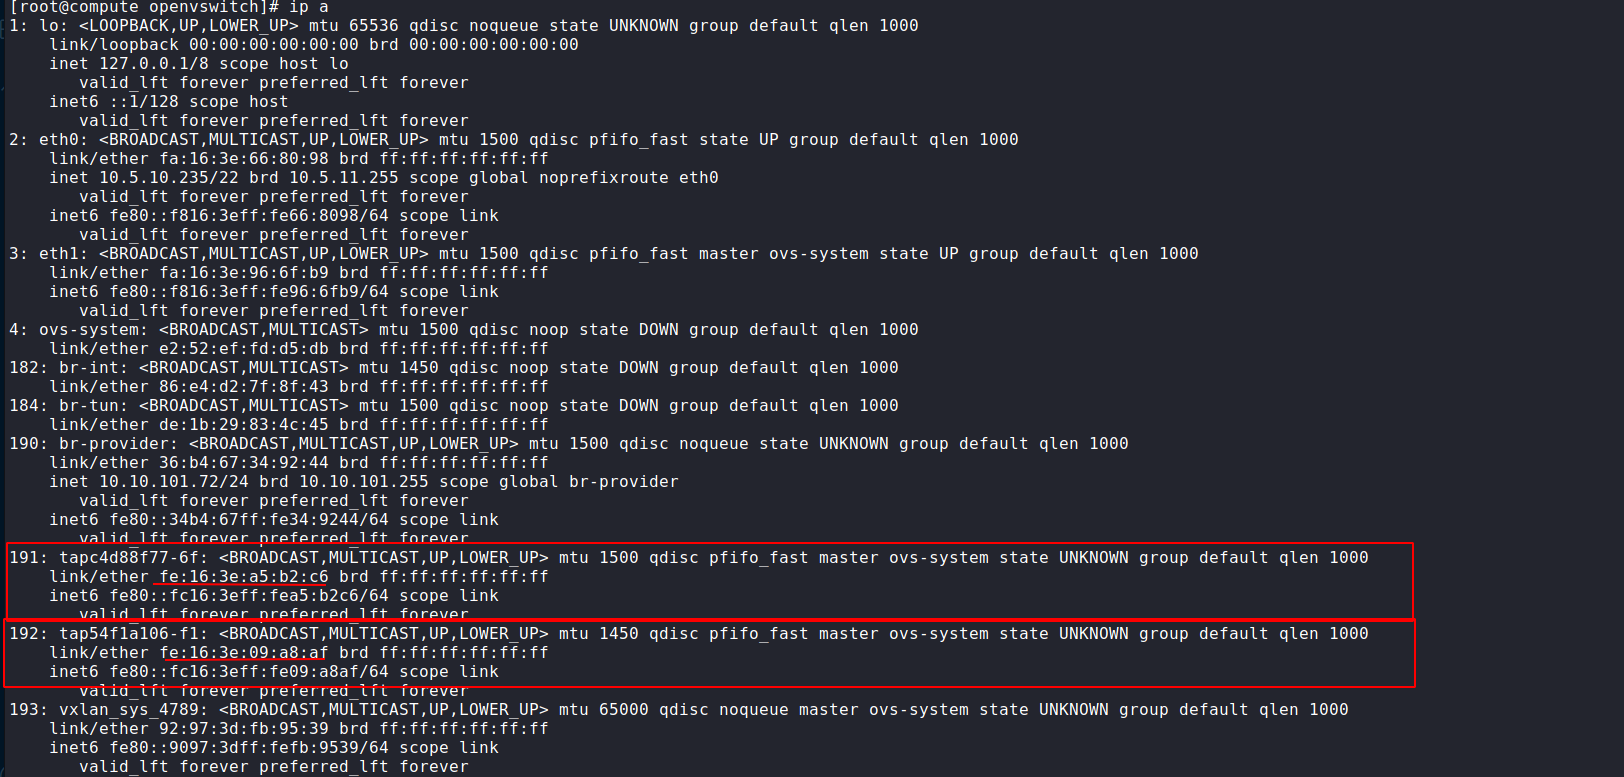 [root@compute openvswitch]# ip a
1: lo: <LOOPBACK,UP,LOWER_UP> mtu 65536 qdisc noqueue state UNKNOWN group default qlen 1000
    link/loopback 00:00:00:00:00:00 brd 00:00:00:00:00:00
    inet 127.0.0.1/8 scope host lo
       valid_lft forever preferred_lft forever
    inet6 ::1/128 scope host
       valid_lft forever preferred_lft forever
2: eth0: <BROADCAST,MULTICAST,UP,LOWER_UP> mtu 1500 qdisc pfifo_fast state UP group default qlen 1000
    link/ether fa:16:3e:66:80:98 brd ff:ff:ff:ff:ff:ff
    inet 10.5.10.235/22 brd 10.5.11.255 scope global noprefixroute eth0
       valid_lft forever preferred_lft forever
    inet6 fe80::f816:3eff:fe66:8098/64 scope link
       valid_lft forever preferred_lft forever
3: eth1: <BROADCAST,MULTICAST,UP,LOWER_UP> mtu 1500 qdisc pfifo_fast master ovs-system state UP group default qlen 1000
    link/ether fa:16:3e:96:6f:b9 brd ff:ff:ff:ff:ff:ff
    inet6 fe80::f816:3eff:fe96:6fb9/64 scope link
       valid_lft forever preferred_lft forever
4: ovs-system: <BROADCAST,MULTICAST> mtu 1500 qdisc noop state DOWN group default qlen 1000
    link/ether e2:52:ef:fd:d5:db brd ff:ff:ff:ff:ff:ff
182: br-int: <BROADCAST,MULTICAST> mtu 1450 qdisc noop state DOWN group default qlen 1000
    link/ether 86:e4:d2:7f:8f:43 brd ff:ff:ff:ff:ff:ff
184: br-tun: <BROADCAST,MULTICAST> mtu 1500 qdisc noop state DOWN group default qlen 1000
    link/ether de:1b:29:83:4c:45 brd ff:ff:ff:ff:ff:ff
190: br-provider: <BROADCAST,MULTICAST,UP,LOWER_UP> mtu 1500 qdisc noqueue state UNKNOWN group default qlen 1000
    link/ether 36:b4:67:34:92:44 brd ff:ff:ff:ff:ff:ff
    inet 10.10.101.72/24 brd 10.10.101.255 scope global br-provider
       valid_lft forever preferred_lft forever
    inet6 fe80::34b4:67ff:fe34:9244/64 scope link
       valid_lft forever preferred_lft forever
191: tapc4d88f77-6f: <BROADCAST,MULTICAST,UP,LOWER_UP> mtu 1500 qdisc pfifo_fast master ovs-system state UNKNOWN group default qlen 1000
    link/ether fe:16:3e:a5:b2:c6 brd ff:ff:ff:ff:ff:ff
    inet6 fe80::fc16:3eff:fea5:b2c6/64 scope link
       valid_lft forever preferred_lft forever
192: tap54f1a106-f1: <BROADCAST,MULTICAST,UP,LOWER_UP> mtu 1450 qdisc pfifo_fast master ovs-system state UNKNOWN group default qlen 1000
    link/ether fe:16:3e:09:a8:af brd ff:ff:ff:ff:ff:ff
    inet6 fe80::fc16:3eff:fe09:a8af/64 scope link
       valid_lft forever preferred_lft forever
193: vxlan_sys_4789: <BROADCAST,MULTICAST,UP,LOWER_UP> mtu 65000 qdisc noqueue master ovs-system state UNKNOWN group default qlen 1000
    link/ether 92:97:3d:fb:95:39 brd ff:ff:ff:ff:ff:ff
    inet6 fe80::9097:3dff:fefb:9539/64 scope link
       valid_lft forever preferred_lft forever